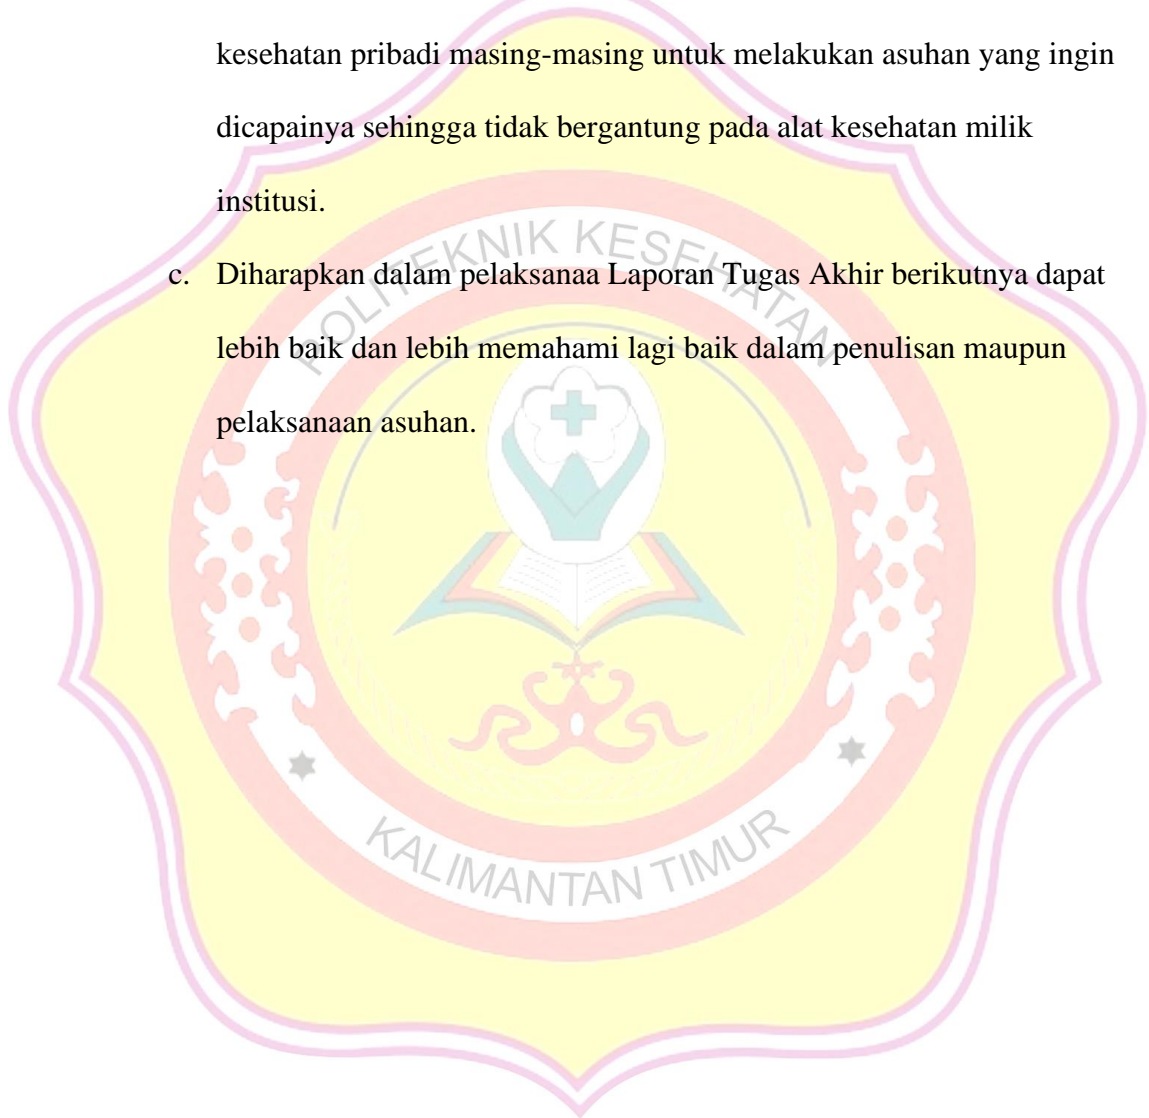 kesehatan pribadi masing-masing untuk melakukan asuhan yang ingin
dicapainya sehingga tidak bergantung pada alat kesehatan milik
institusi.
c. Diharapkan dalam pelaksanaa Laporan Tugas Akhir berikutnya dapat
lebih baik dan lebih memahami lagi baik dalam penulisan maupun
pelaksanaan asuhan.
POLITEKNIK KESEHATAN
KALIMANTAN TIMUR